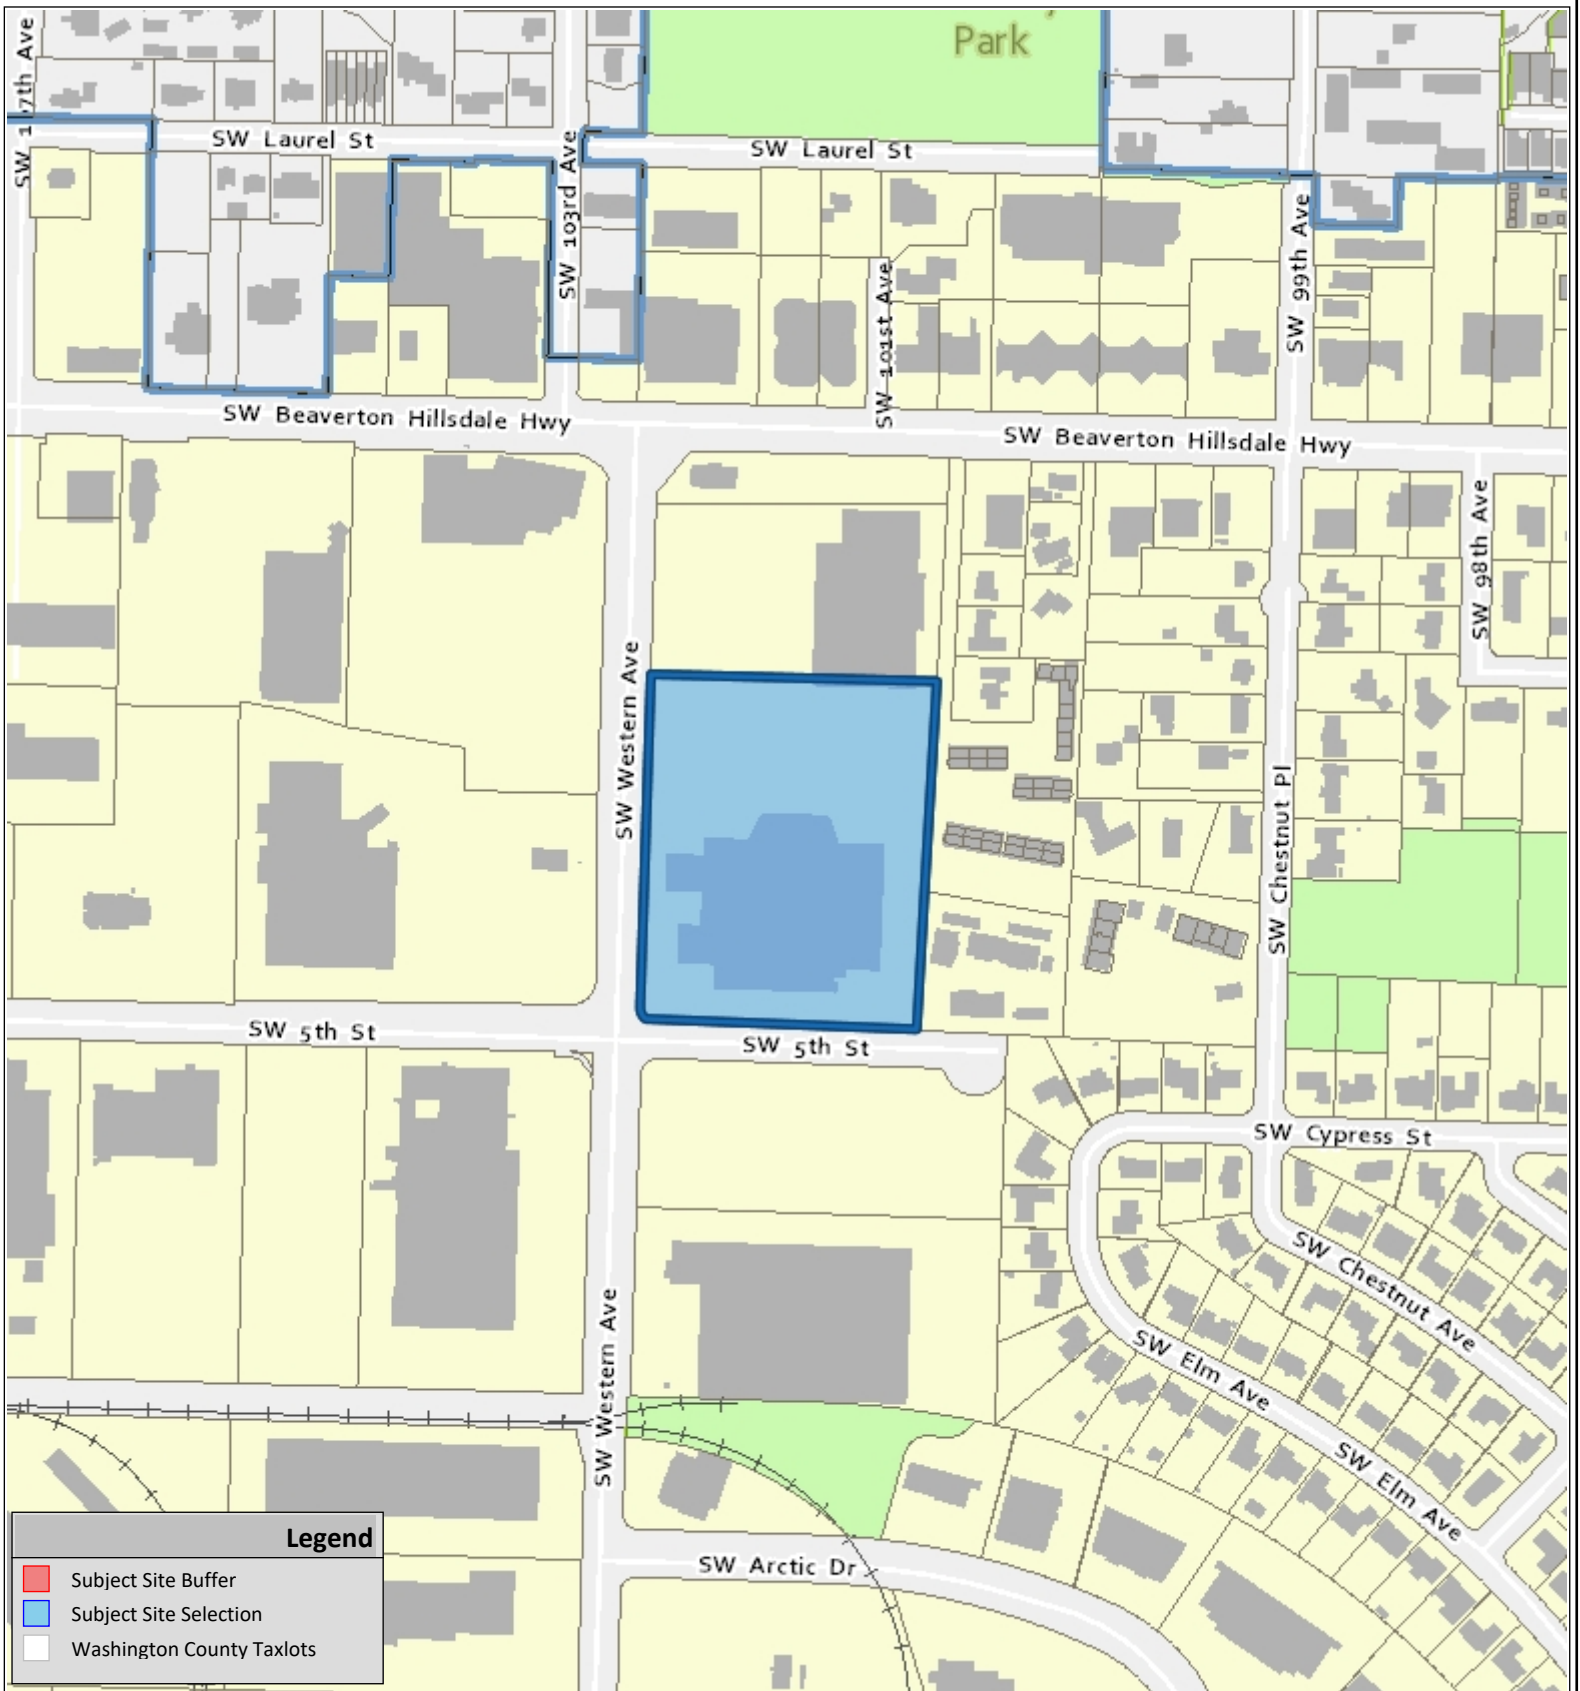 Park
SW 107th Ave
SW Laurel St
SW Laurel St
SW 103rd Ave
SW 101st Ave
SW 99th Ave
SW Beaverton Hillsdale Hwy
SW Beaverton Hillsdale Hwy
SW 98th Ave
SW Western Ave
SW Chestnut Pl
SW 5th St
SW 5th St
SW Cypress St
SW Chestnut Ave
SW Western Ave
SW Elm Ave
SW Elm Ave
SW Arctic Dr
Legend
Subject Site Buffer
Subject Site Selection
Washington County Taxlots